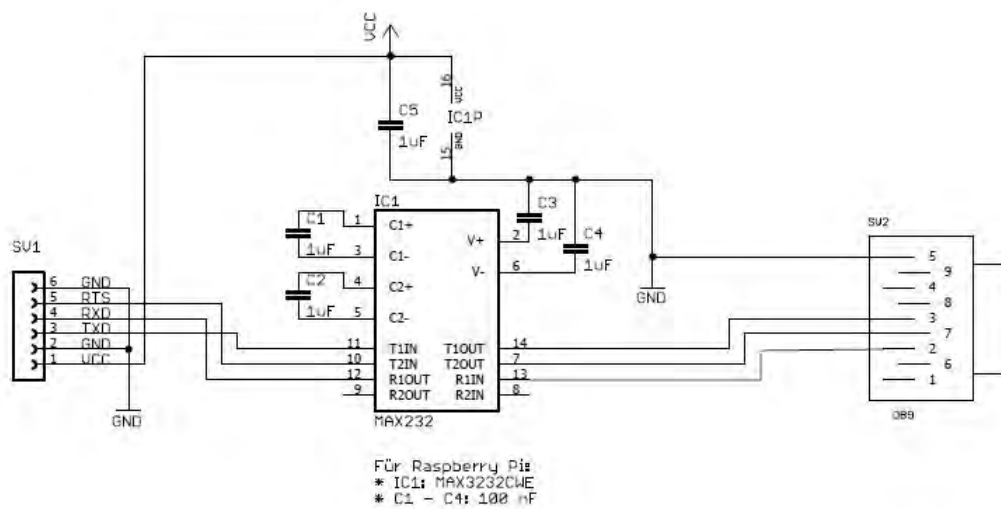 VCC
16
VCC
C5
IC1P
1uF
GND
15
IC1
C1
1
C1+
C3
1uF
3
C1-
V+
2
1uF
C4
C2
4
C2+
V-
6
1uF
1uF
5
C2-
GND
SV1
6
GND
5
RTS
4
RXD
3
TXD
2
GND
1
VCC
GND
11
T1IN
T1OUT
14
10
T2IN
T2OUT
7
12
R1OUT
R1IN
13
9
R2OUT
R2IN
8
MAX232
SV2
5
9
4
8
3
7
2
6
1
DB9
Für Raspberry Pi:
* IC1: MAX3232CWE
* C1 - C4: 100 nF